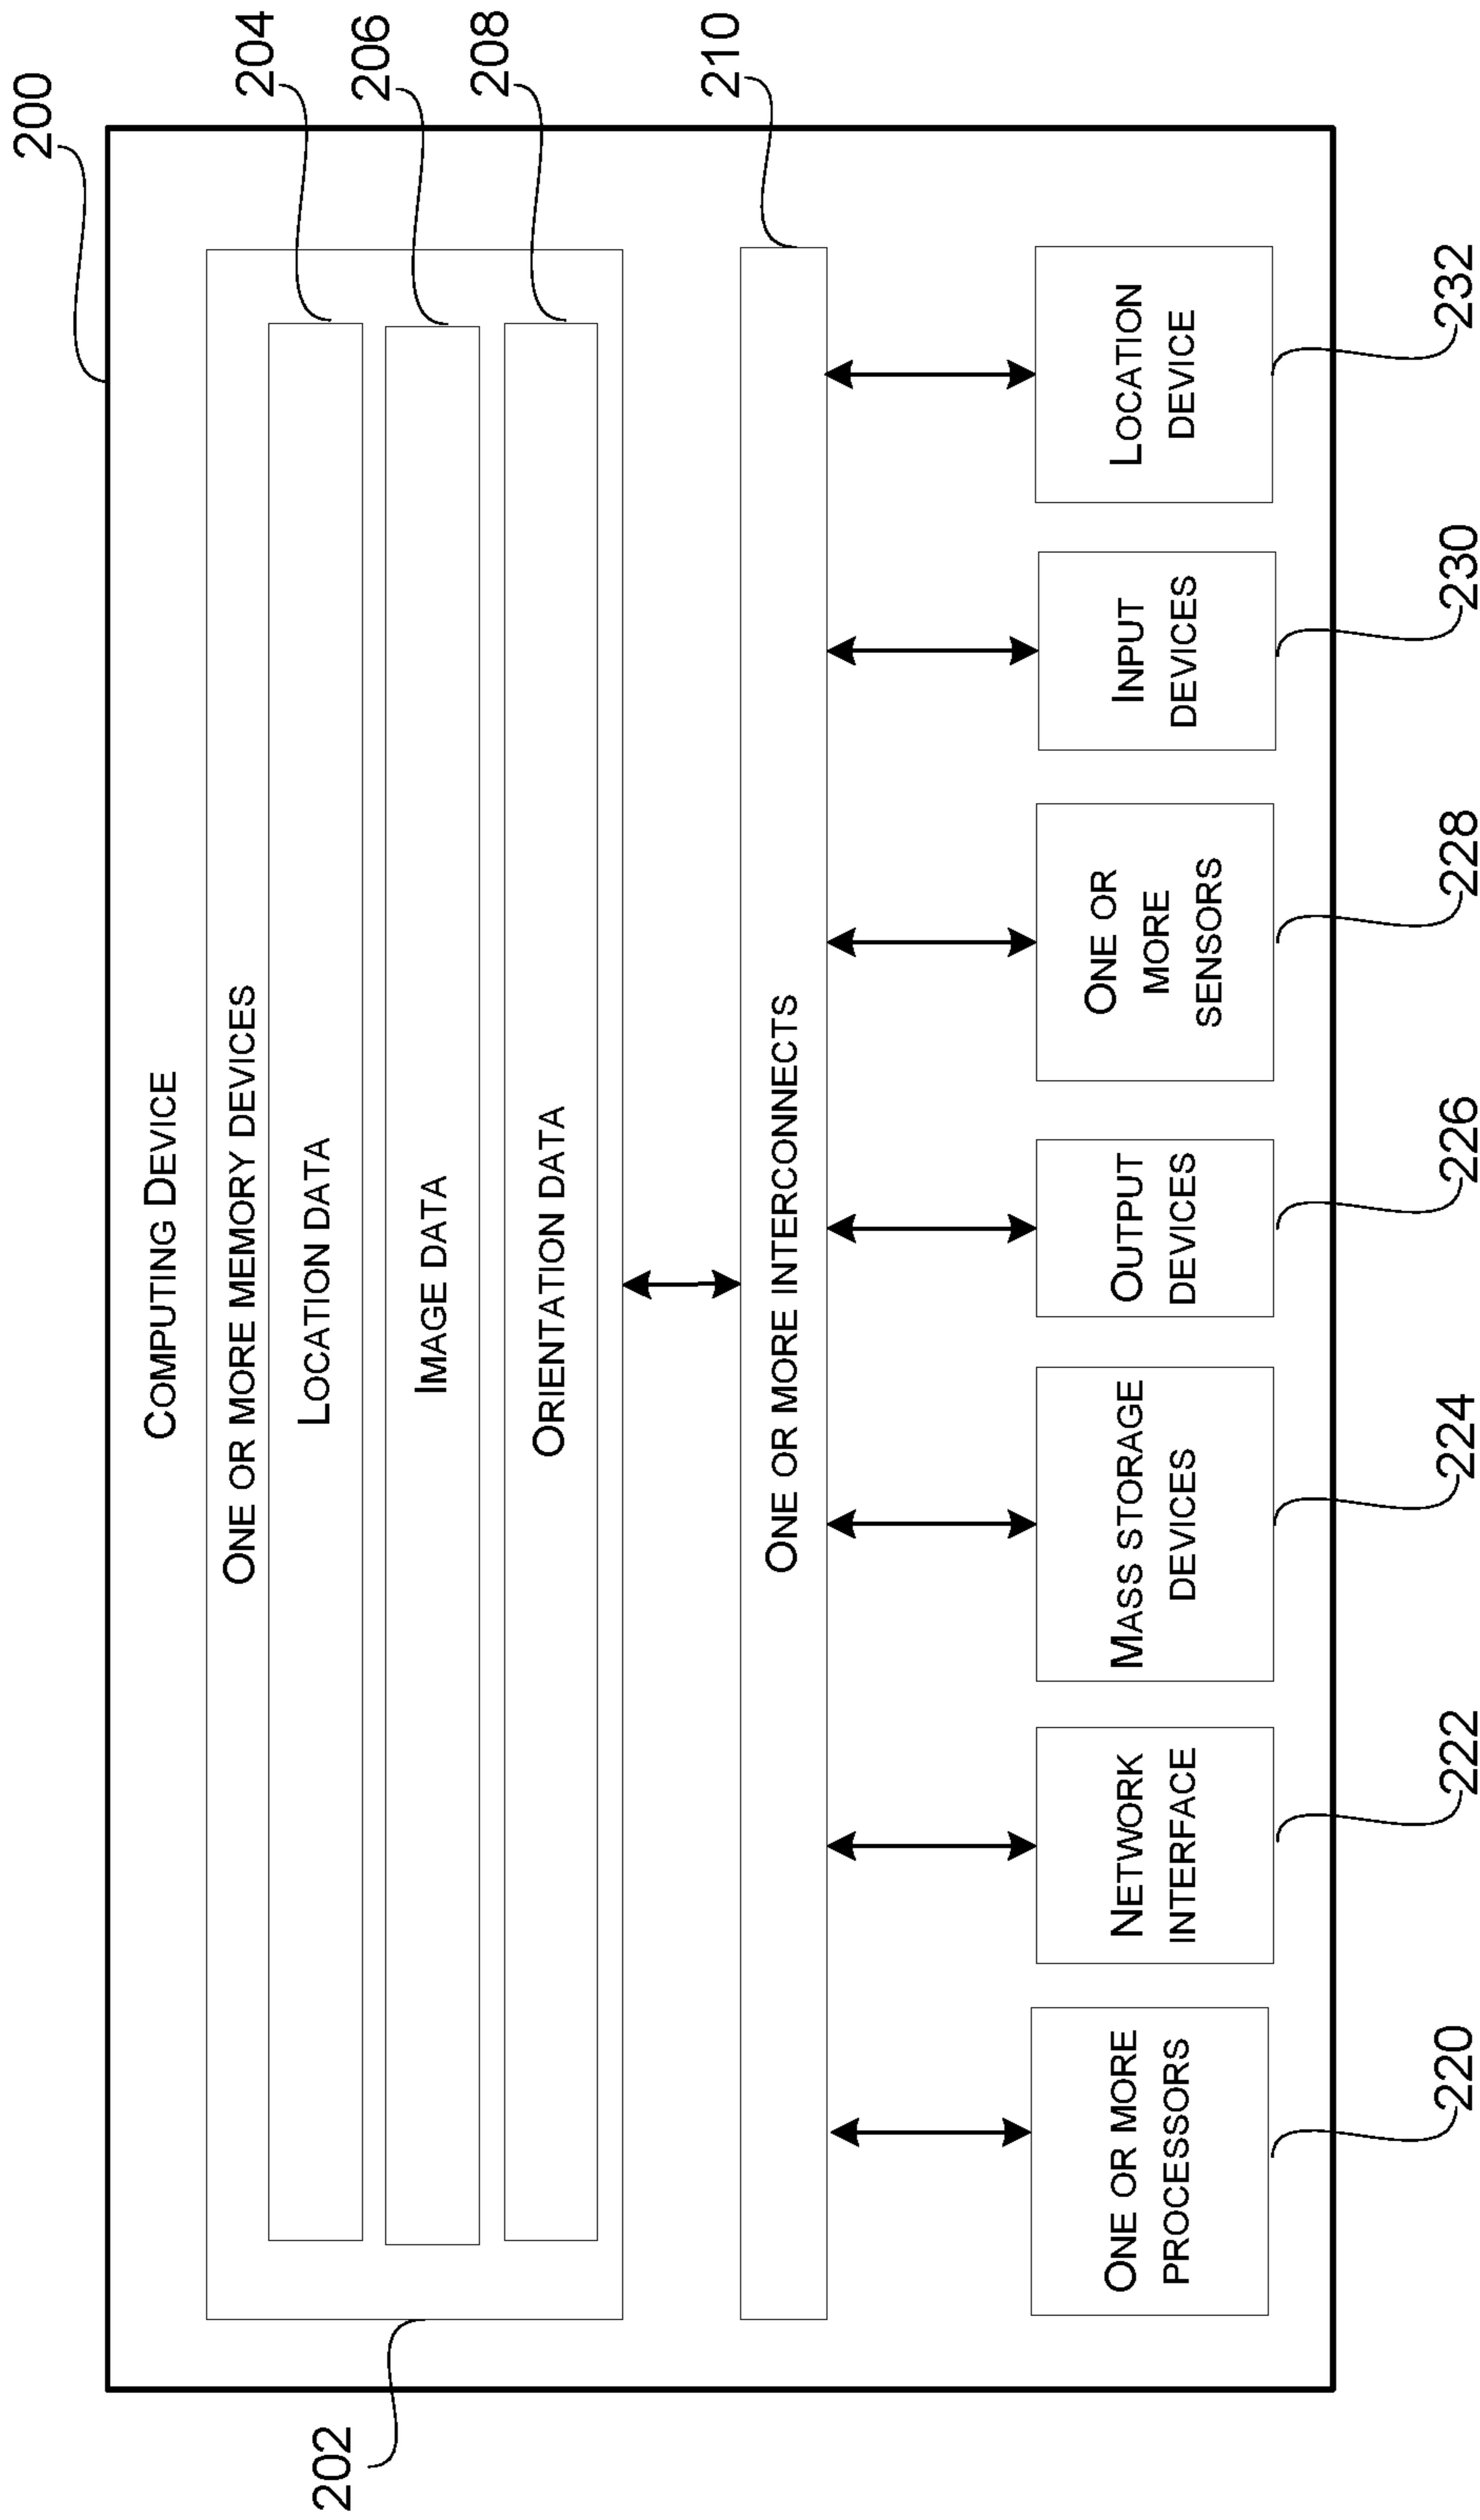 200
COMPUTING DEVICE
202
ONE OR MORE MEMORY DEVICES
204
LOCATION DATA
206
IMAGE DATA
208
ORIENTATION DATA
210
ONE OR MORE INTERCONNECTS
ONE OR MORE
PROCESSORS
NETWORK
INTERFACE
MASS STORAGE
DEVICES
OUTPUT
DEVICES
ONE OR
MORE
SENSORS
INPUT
DEVICES
LOCATION
DEVICE
220
222
224
226
228
230
232